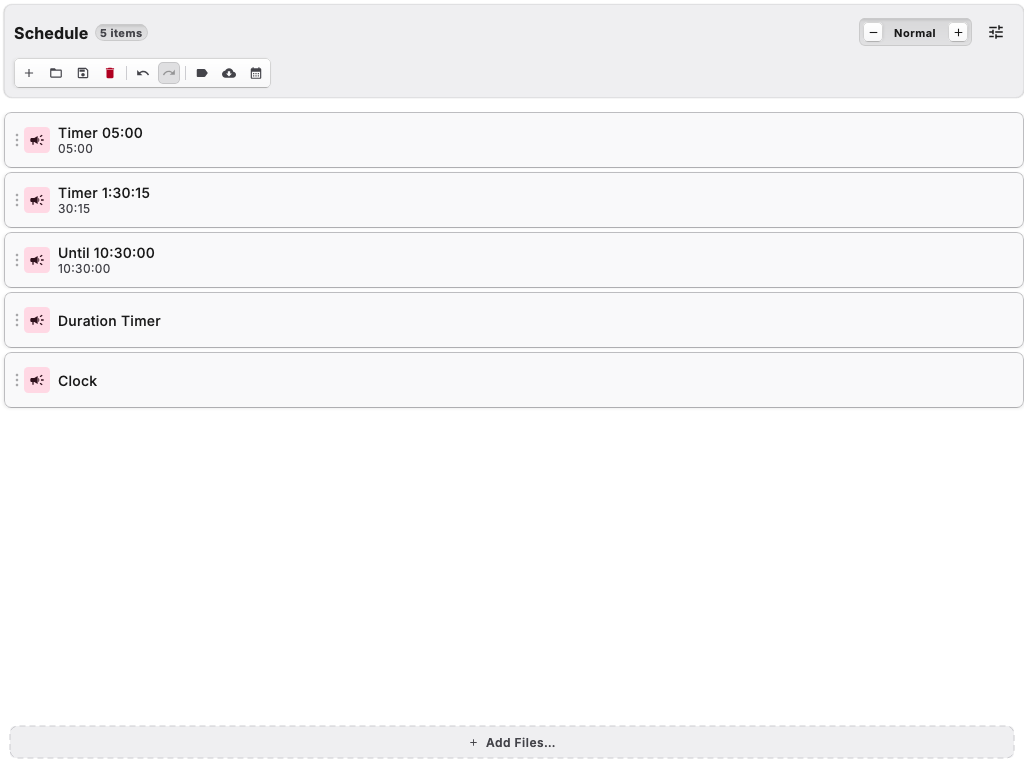 Schedule
5 items
Normal
Timer 05:00
05:00
Timer 1:30:15
30:15
Until 10:30:00
10:30:00
Duration Timer
Clock
Add Files...